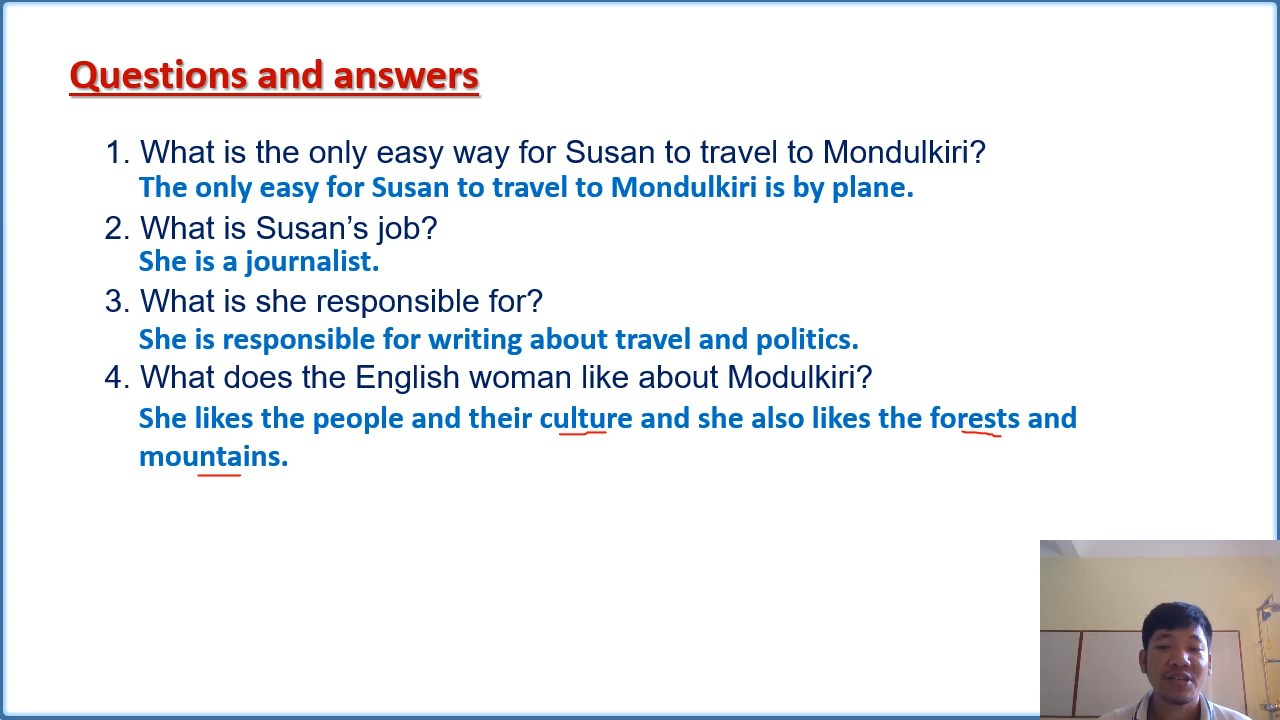 Questions and answers
1. What is the only easy way for Susan to travel to Mondulkiri?
The only easy for Susan to travel to Mondulkiri is by plane.
2. What is Susan's job?
She is a journalist.
3. What is she responsible for?
She is responsible for writing about travel and politics.
4. What does the English woman like about Modulkiri?
She likes the people and their culture and she also likes the forests and
mountains.